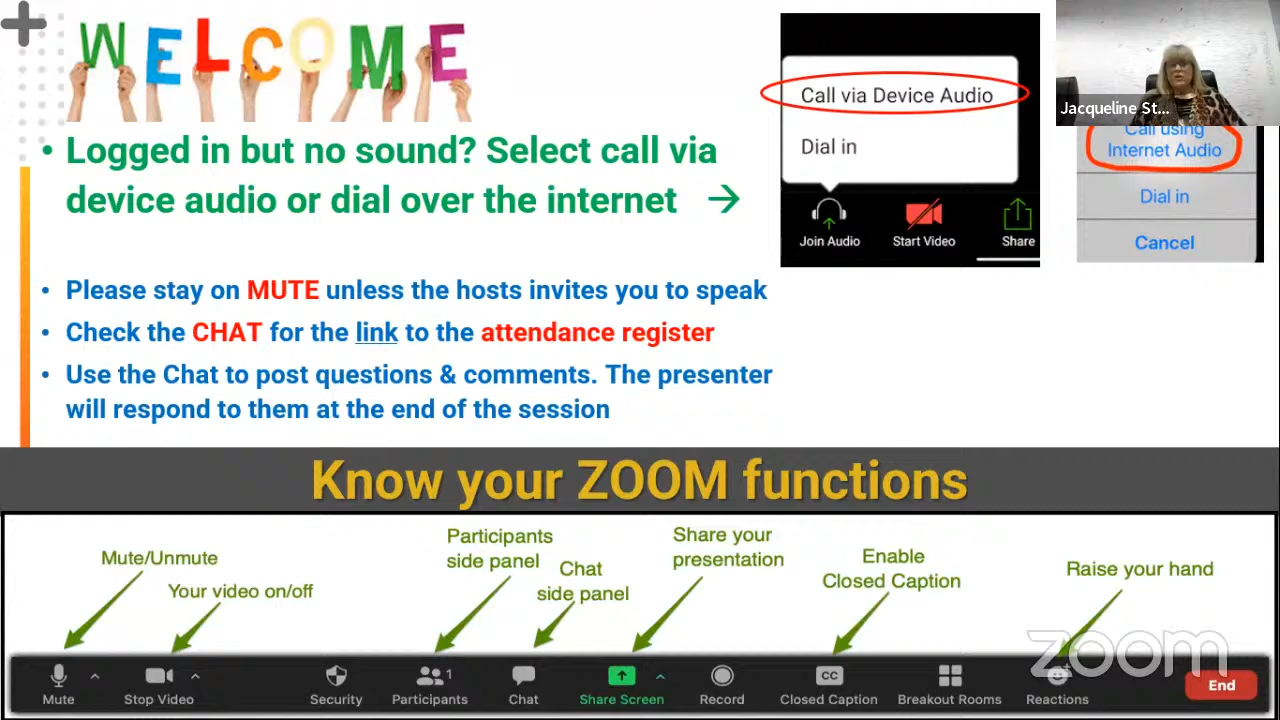 WELCOME
Logged in but no sound? Select call via
device audio or dial over the internet →
Please stay on MUTE unless the hosts invites you to speak
Check the CHAT for the link to the attendance register
Use the Chat to post questions & comments. The presenter
will respond to them at the end of the session
Call via Device Audio
Dial in
Join Audio
Start Video
Share
Jacqueline St...
Call using
Internet Audio
Dial in
Cancel
Know your ZOOM functions
Mute/Unmute
Your video on/off
Participants
side panel
Chat
side panel
Share your
presentation
Enable
Closed Caption
Raise your hand
zoom
1
CC
Mute
Stop Video
Security
Participants
Chat
Share Screen
Record
Closed Caption
Breakout Rooms
Reactions
End